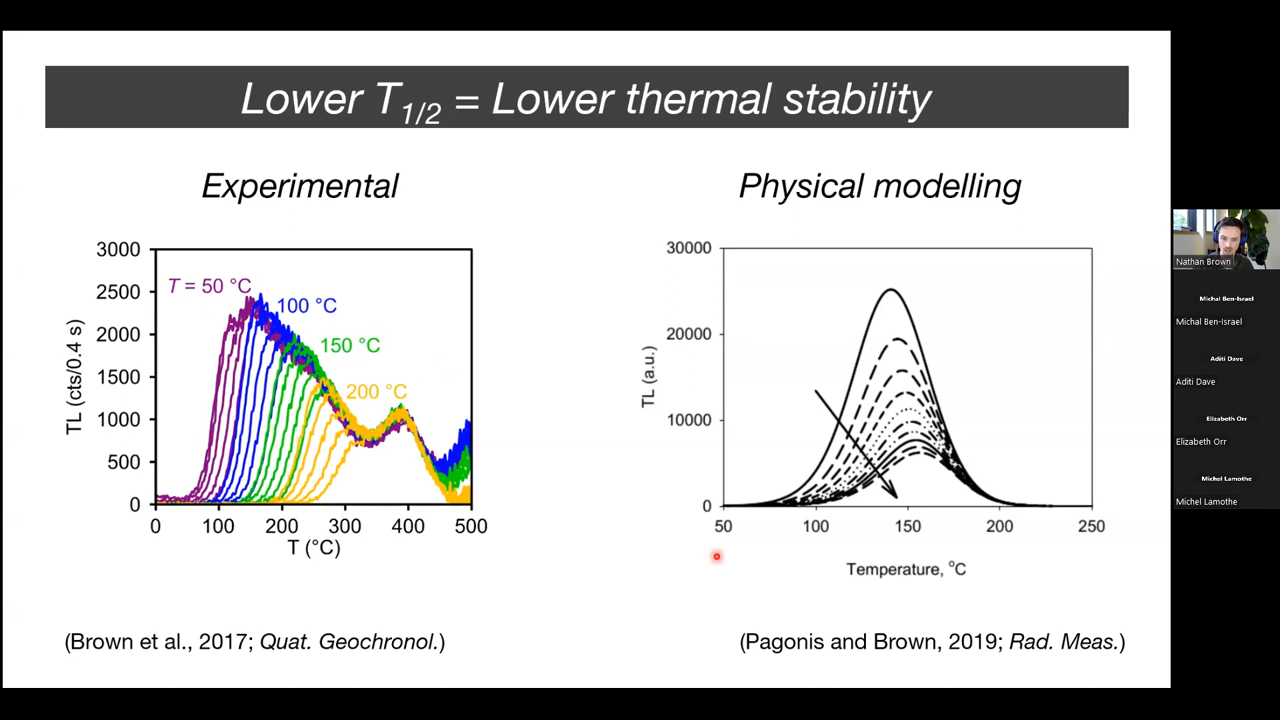 Lower T1/2 = Lower thermal stability
Experimental
Physical modelling
3000
2500
2000
1500
1000
500
0
TL (cts/0.4 s)
T = 50 °C
100 °C
150 °C
200 °C
0 100 200 300 400 500
T (°C)
30000
20000
10000
0
TL (a.u.)
50 100 150 200 250
Temperature, °C
(Brown et al., 2017; Quat. Geochronol.)
(Pagonis and Brown, 2019; Rad. Meas.)
Nathan Brown
Michal Ben-Israel
Michal Ben-Israel
Aditi Dave
Aditi Dave
Elizabeth Orr
Elizabeth Orr
Michel Lamothe
Michel Lamothe